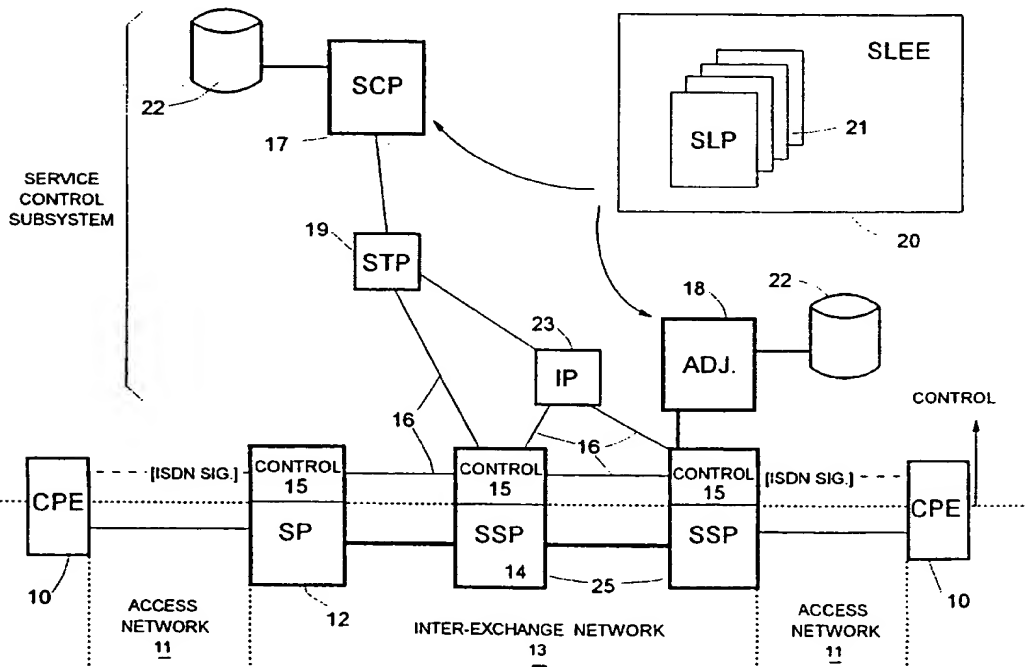 SLEE
SCP
22
21
SLP
17
SERVICE
CONTROL
SUBSYSTEM
20
19
STP
18
22
23
ADJ.
IP
CONTROL
16
16
[ISDN SIG.]
CONTROL
15
CONTROL
15
CONTROL
15
[ISDN SIG.]
CPE
SP
SSP
SSP
CPE
14
25
10
12
10
ACCESS
NETWORK
11
INTER-EXCHANGE NETWORK
13
ACCESS
NETWORK
11